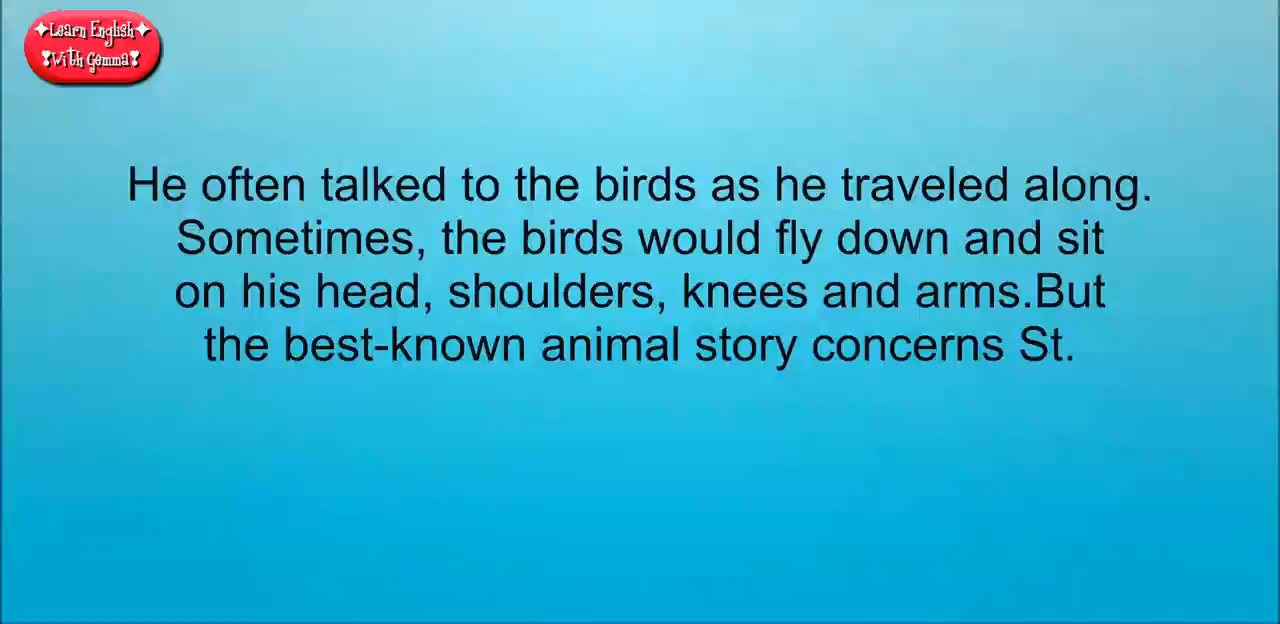 ✦Learn English✦
❣With Gemma❣
He often talked to the birds as he traveled along.
Sometimes, the birds would fly down and sit
on his head, shoulders, knees and arms.But
the best-known animal story concerns St.